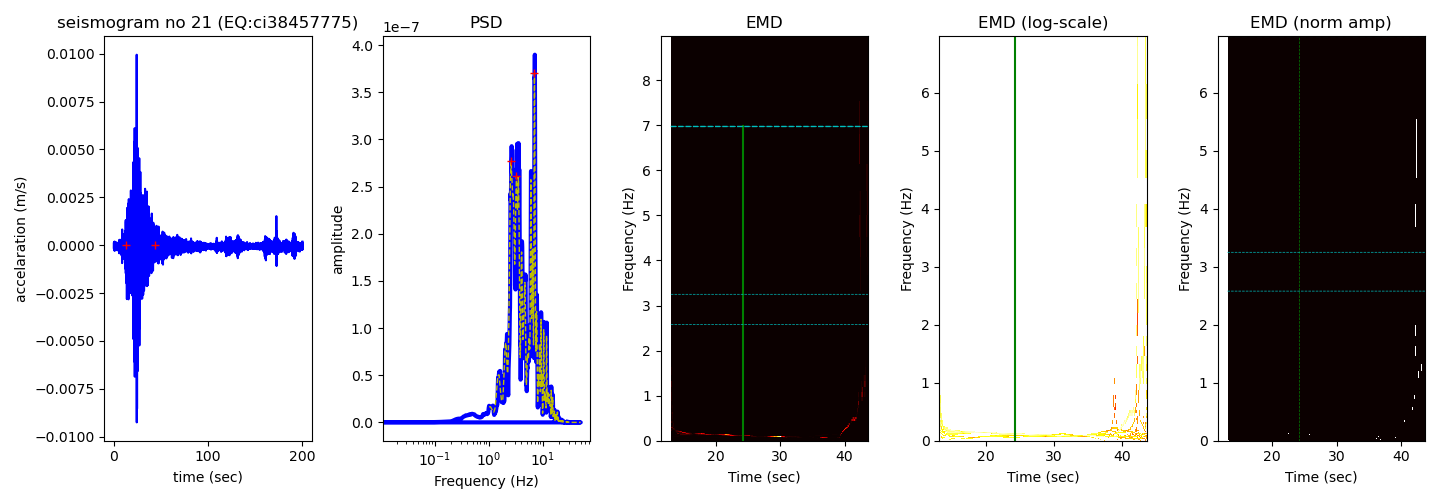 seismogram no 21 (EQ:ci38457775)
accelaration (m/s)
0.0100
0.0075
0.0050
0.0025
0.0000
−0.0025
−0.0050
−0.0075
−0.0100
0 100 200
time (sec)
PSD
1e−7
amplitude
4.0
3.5
3.0
2.5
2.0
1.5
1.0
0.5
0.0
10⁻¹ 10⁰ 10¹
Frequency (Hz)
EMD
Frequency (Hz)
8
7
6
5
4
3
2
1
0
20 30 40
Time (sec)
EMD (log-scale)
Frequency (Hz)
6
5
4
3
2
1
0
20 30 40
Time (sec)
EMD (norm amp)
Frequency (Hz)
6
5
4
3
2
1
0
20 30 40
Time (sec)